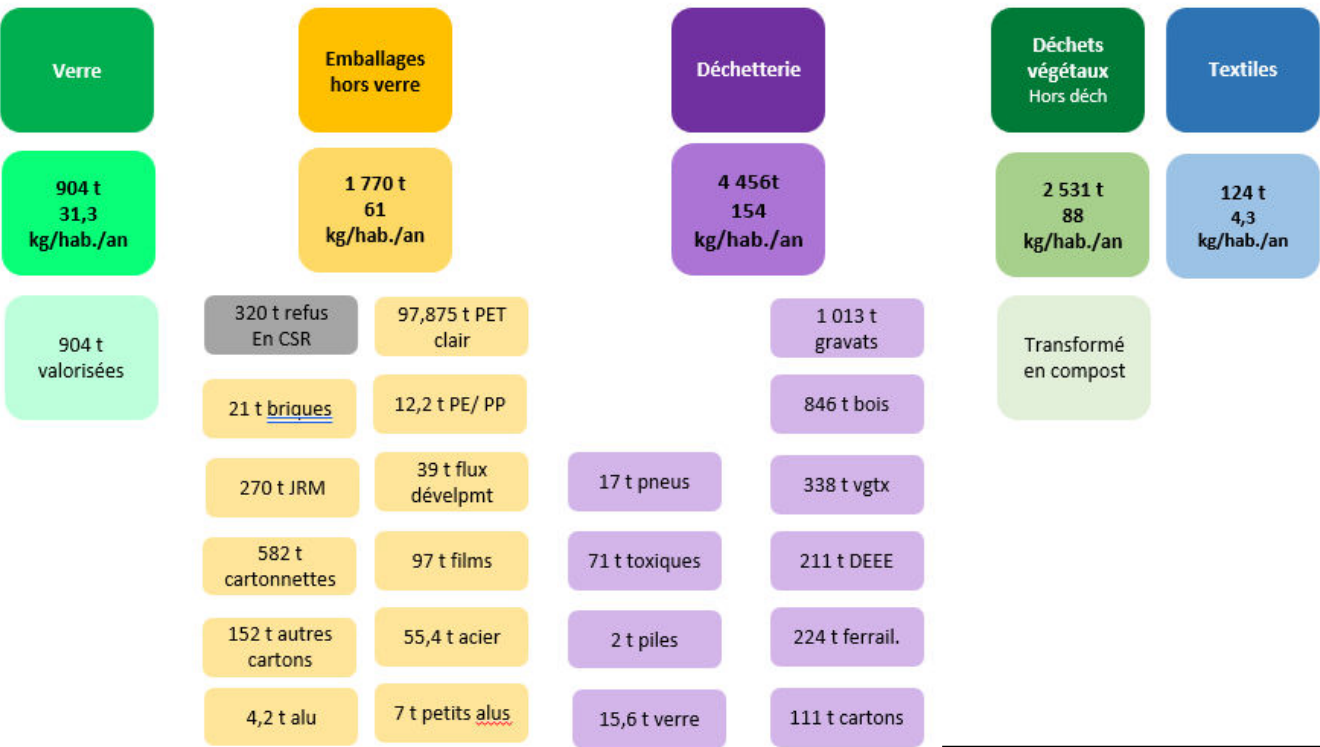 Verre
Emballages
hors verre
Déchetterie
Déchets
végétaux
Hors déch
Textiles
904 t
31,3
kg/hab./an
1 770 t
61
kg/hab./an
4 456t
154
kg/hab./an
2 531 t
88
kg/hab./an
124 t
4,3
kg/hab./an
904 t
valorisées
320 t refus
En CSR
97,875 t PET
clair
1 013 t
gravats
Transformé
en compost
21 t briques
12,2 t PE/ PP
846 t bois
270 t JRM
39 t flux
dévelpmt
17 t pneus
338 t vgtx
582 t
cartonnettes
97 t films
71 t toxiques
211 t DEEE
152 t autres
cartons
55,4 t acier
2 t piles
224 t ferrail.
4,2 t alu
7 t petits alus
15,6 t verre
111 t cartons